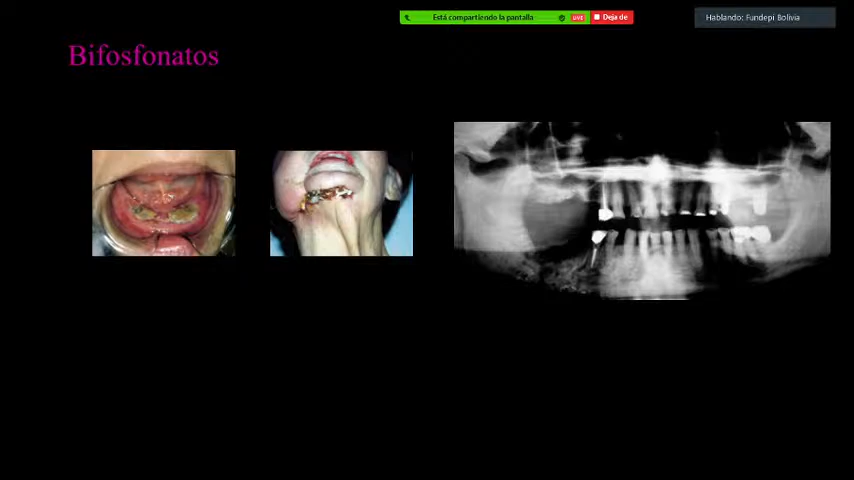 Está compartiendo la pantalla
LIVE
Deja de
Hablando: Fundepi Bolivia
Bifosfonatos